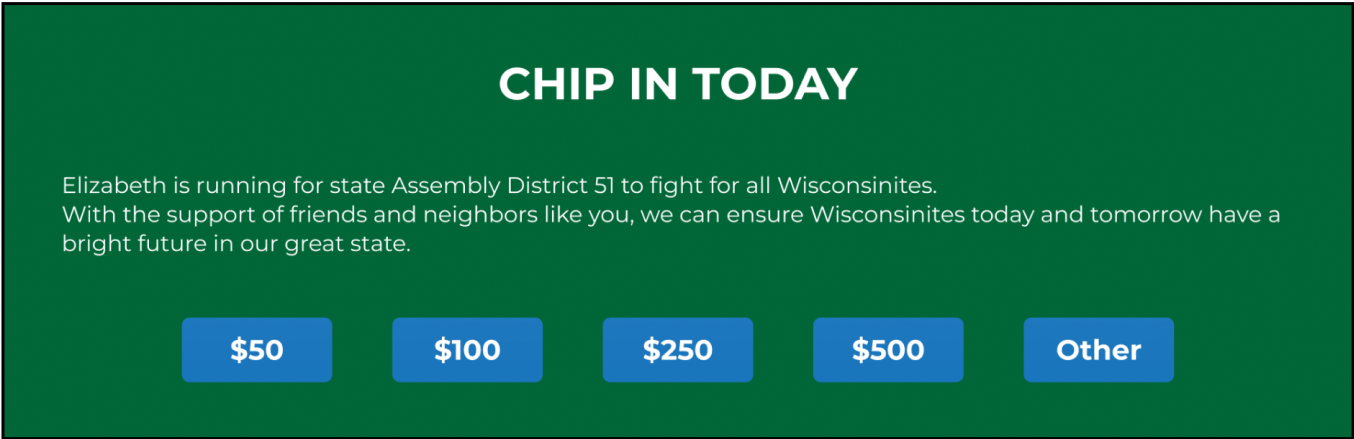 CHIP IN TODAY
Elizabeth is running for state Assembly District 51 to fight for all Wisconsinites.
With the support of friends and neighbors like you, we can ensure Wisconsinites today and tomorrow have a
bright future in our great state.
$50 $100 $250 $500 Other